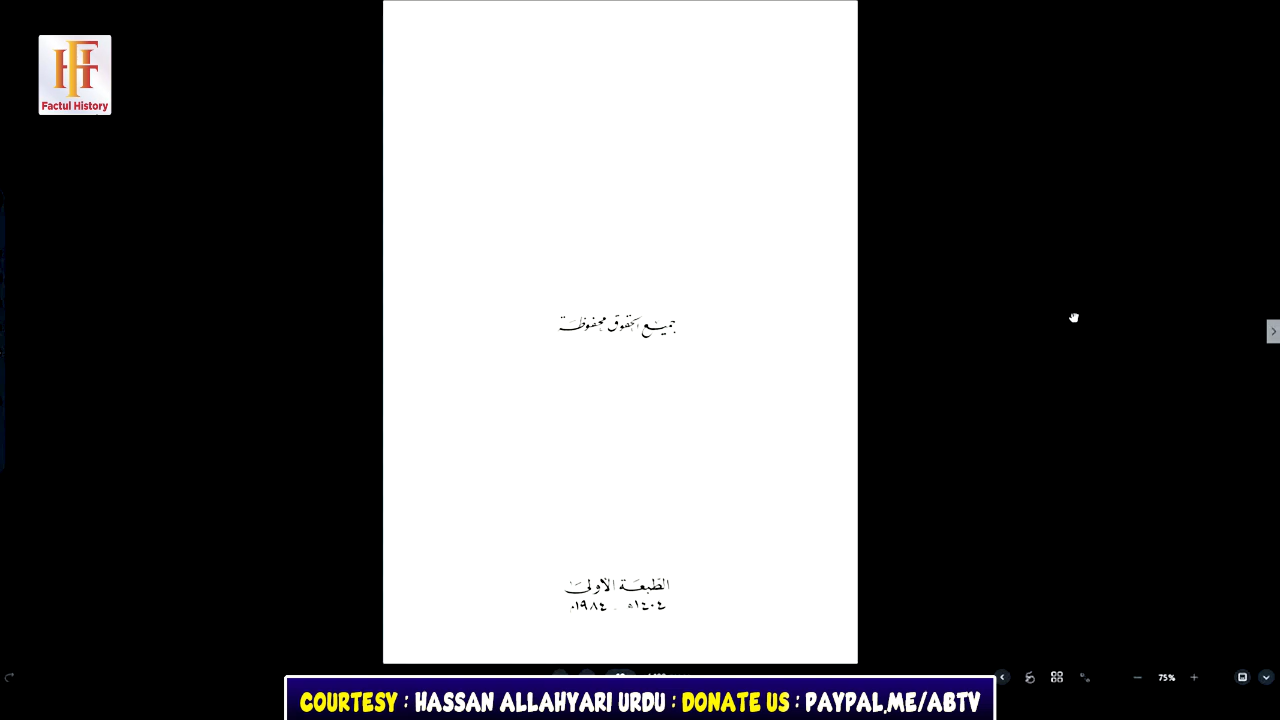 Factul History
جميع الحقوق محفوظة
الطبعة الأولى
١٤٠٤هـ - ١٩٨٤م
75%
COURTESY : HASSAN ALLAHYARI URDU : DONATE US : PAYPAL.ME/ABTV